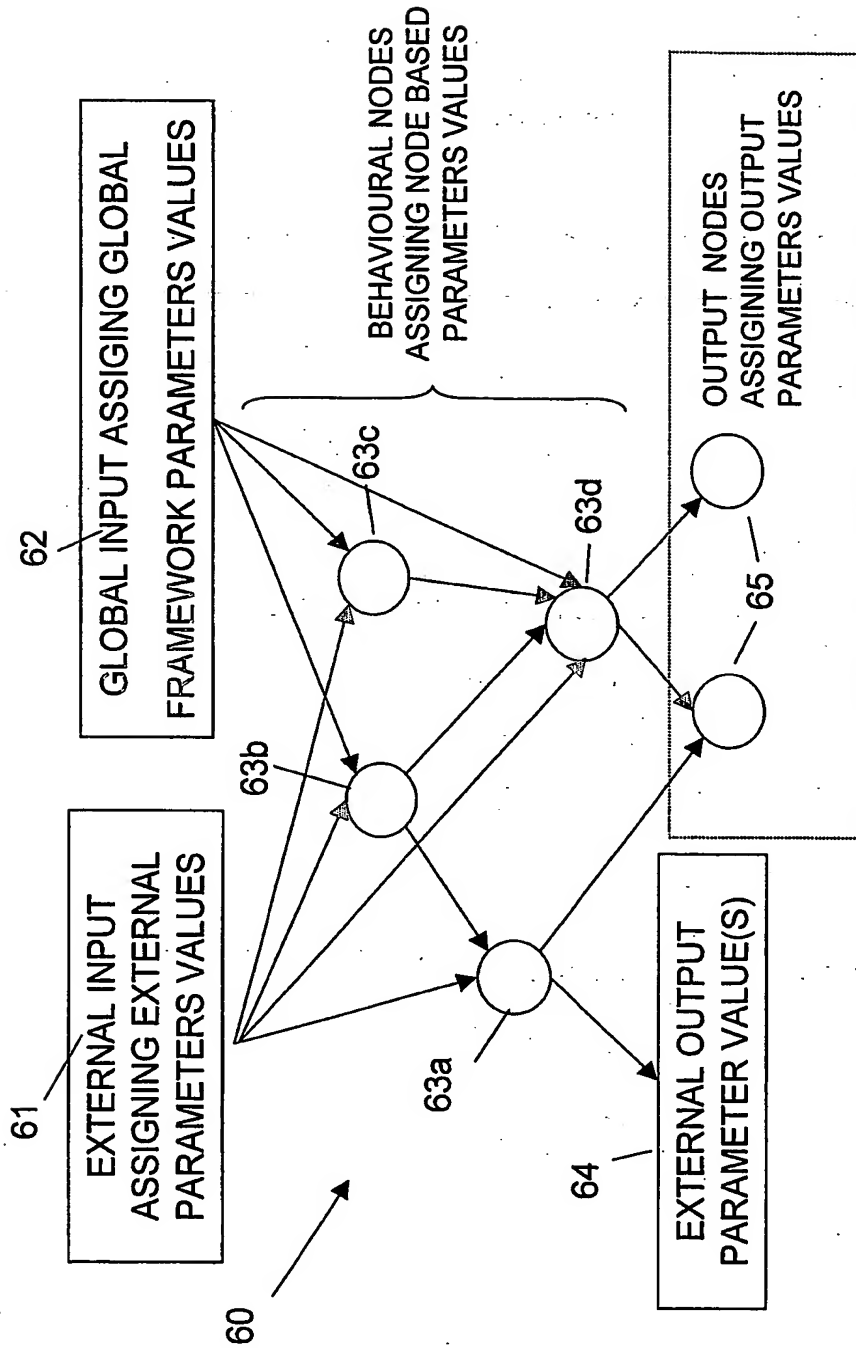 61
EXTERNAL INPUT
ASSIGNING EXTERNAL
PARAMETERS VALUES
62
GLOBAL INPUT ASSIGING GLOBAL
FRAMEWORK PARAMETERS VALUES
60
63b
63c
BEHAVIOURAL NODES
ASSIGNING NODE BASED
PARAMETERS VALUES
63a
63d
64
EXTERNAL OUTPUT
PARAMETER VALUE(S)
65
OUTPUT NODES
ASSIGINING OUTPUT
PARAMETERS VALUES